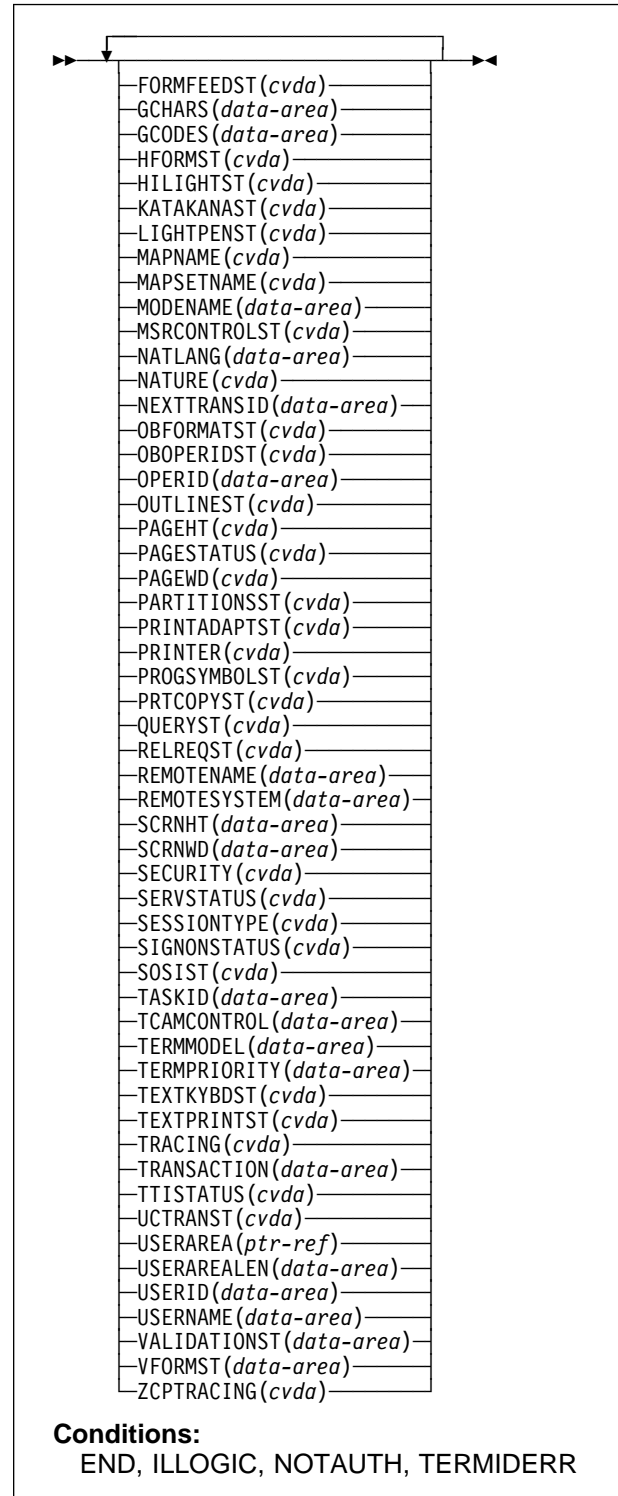 FORMFEEDST(cvda)
GCHARS(data-area)
GCODES(data-area)
HFORMST(cvda)
HILIGHTST(cvda)
KATAKANAST(cvda)
LIGHTPENST(cvda)
MAPNAME(cvda)
MAPSETNAME(cvda)
MODENAME(data-area)
MSRCONTROLST(cvda)
NATLANG(data-area)
NATURE(cvda)
NEXTTRANSID(data-area)
OBFORMATST(cvda)
OBOPERIDST(cvda)
OPERID(data-area)
OUTLINEST(cvda)
PAGEHT(cvda)
PAGESTATUS(cvda)
PAGEWD(cvda)
PARTITIONSST(cvda)
PRINTADAPTST(cvda)
PRINTER(cvda)
PROGSYMBOLST(cvda)
PRTCOPYST(cvda)
QUERYST(cvda)
RELREQST(cvda)
REMOTENAME(data-area)
REMOTESYSTEM(data-area)
SCRNHT(data-area)
SCRNWD(data-area)
SECURITY(cvda)
SERVSTATUS(cvda)
SESSIONTYPE(cvda)
SIGNONSTATUS(cvda)
SOSIST(cvda)
TASKID(data-area)
TCAMCONTROL(data-area)
TERMMODEL(data-area)
TERMPRIORITY(data-area)
TEXTKYBDST(cvda)
TEXTPRINTST(cvda)
TRACING(cvda)
TRANSACTION(data-area)
TTISTATUS(cvda)
UCTRANST(cvda)
USERAREA(ptr-ref)
USERAREALEN(data-area)
USERID(data-area)
USERNAME(data-area)
VALIDATIONST(data-area)
VFORMST(data-area)
ZCPTRACING(cvda)
Conditions:
END, ILLOGIC, NOTAUTH, TERMIDERR